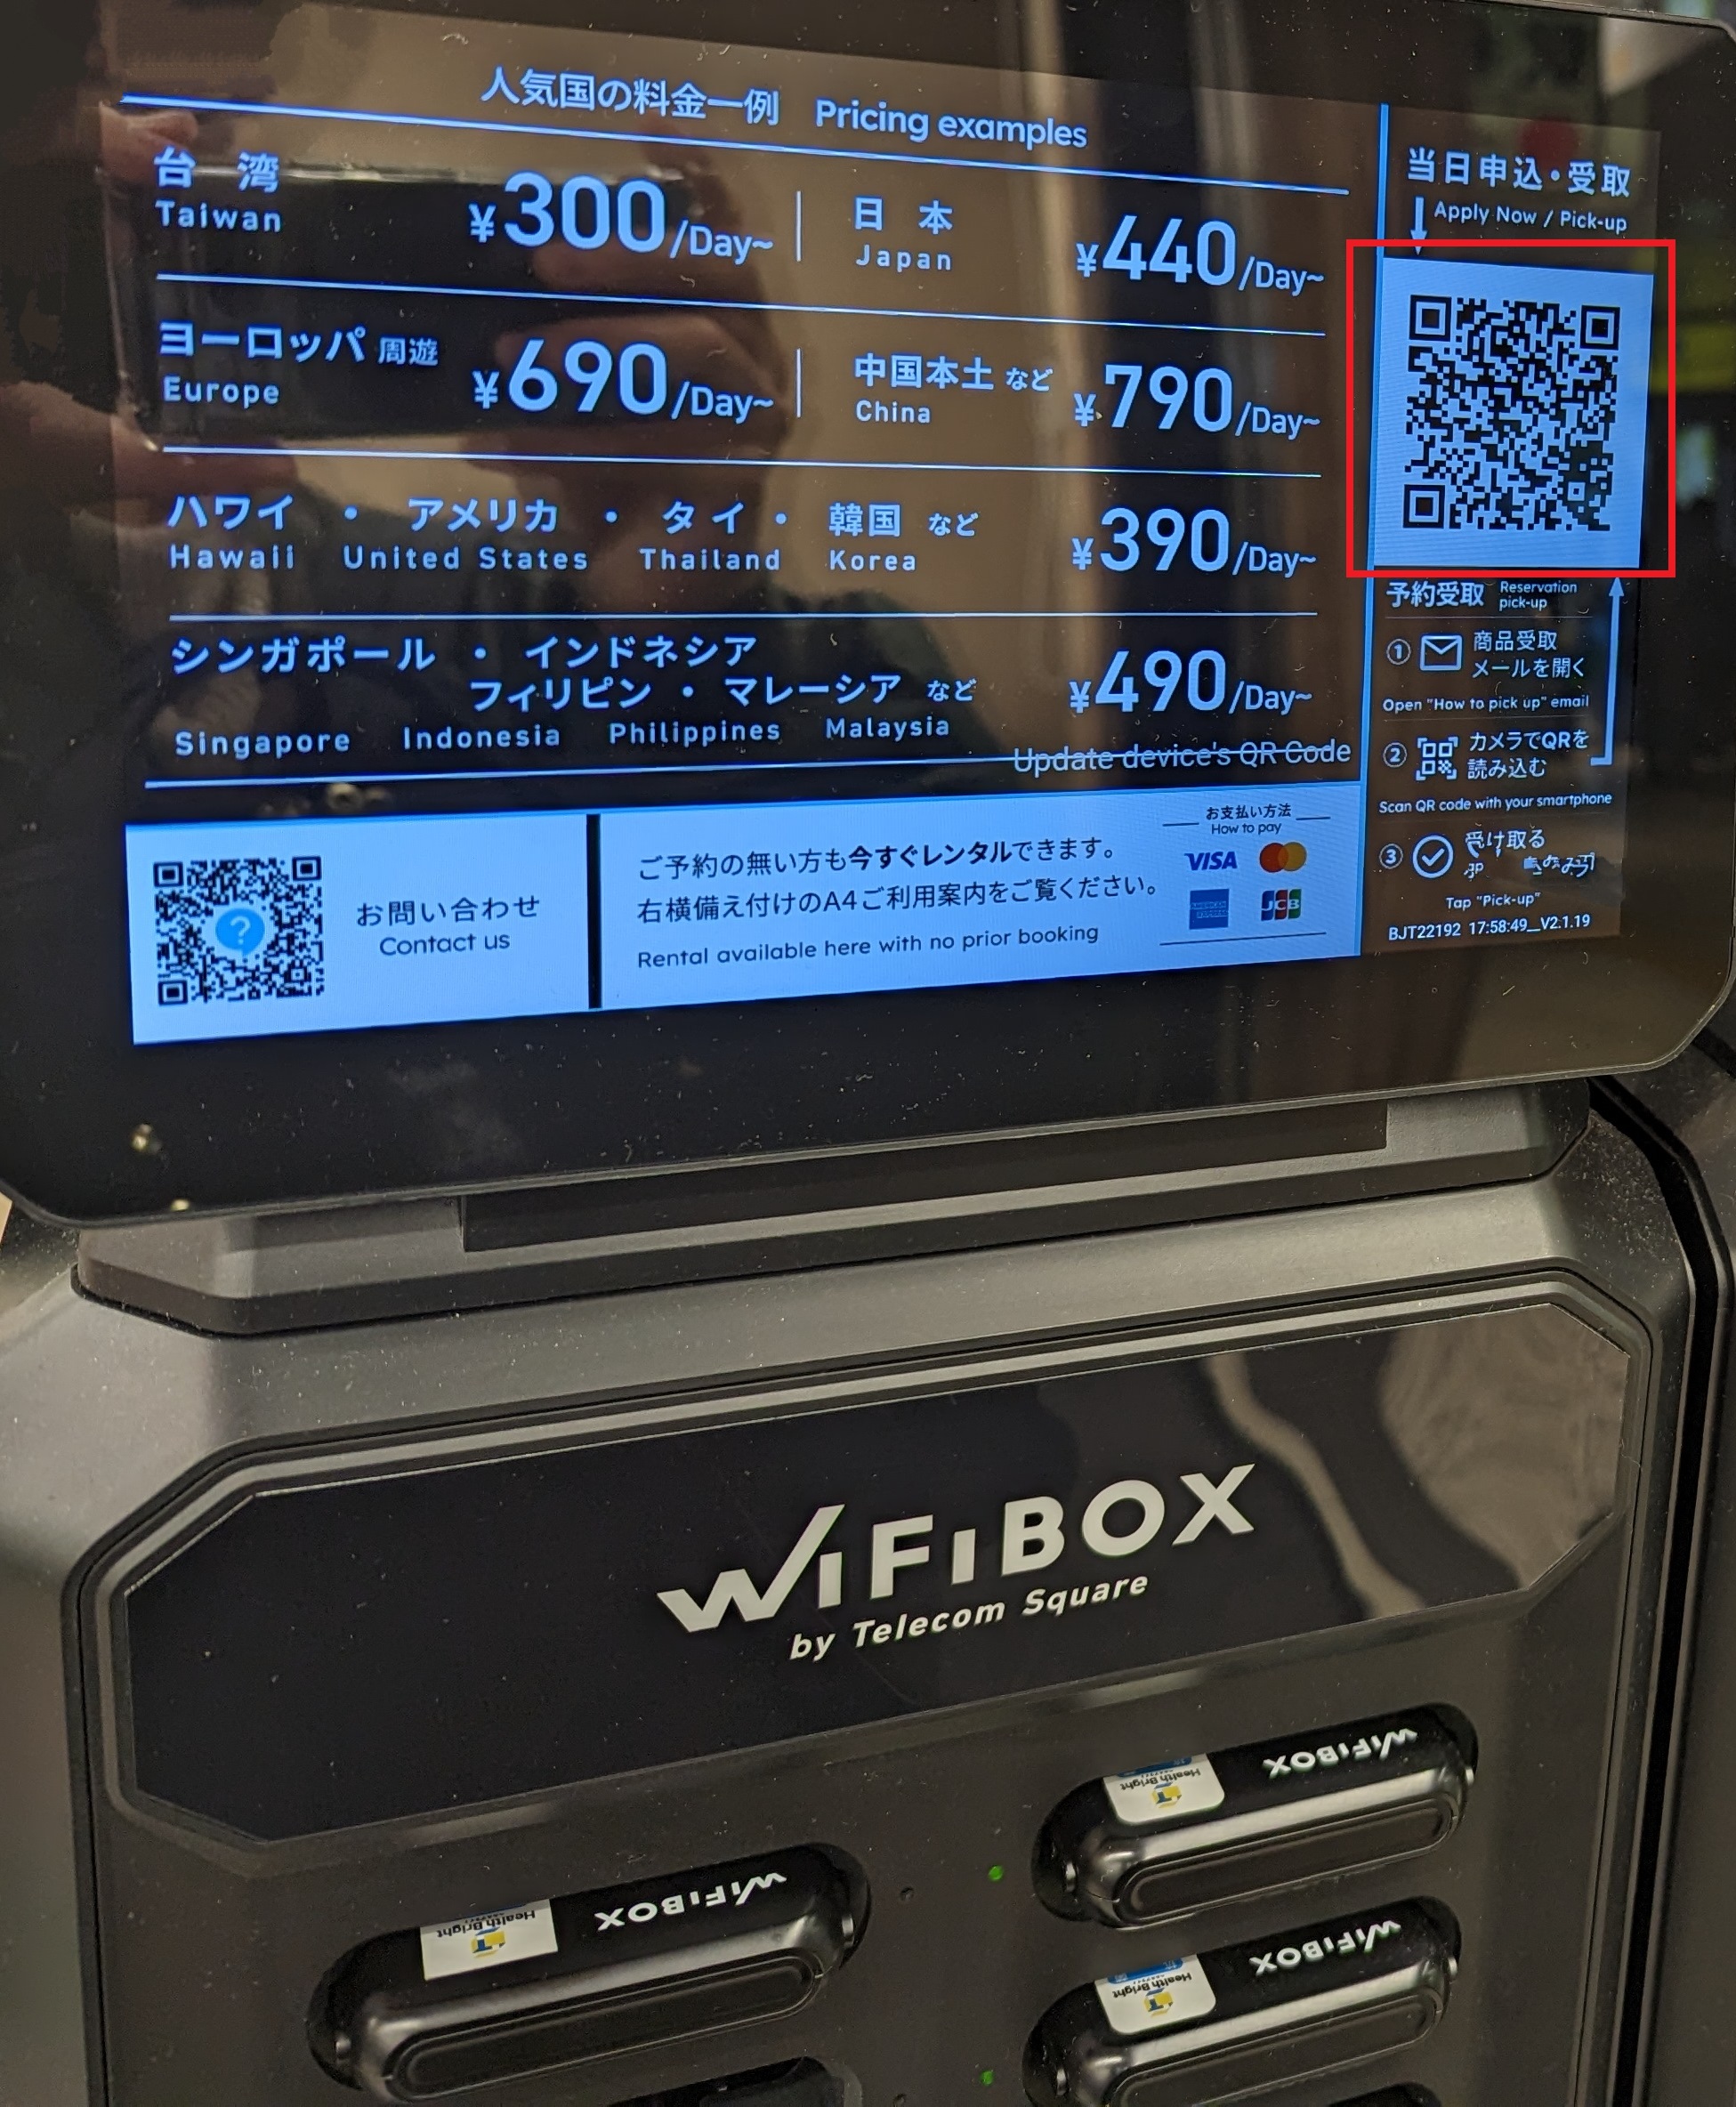 人気国の料金一例 Pricing examples
台 湾
Taiwan
¥300/Day~
日 本
Japan
¥440/Day~
ヨーロッパ 周遊
Europe
¥690/Day~
中国本土 など
China
¥790/Day~
ハワイ ・ アメリカ ・ タイ ・ 韓国 など
Hawaii United States Thailand Korea
¥390/Day~
シンガポール ・ インドネシア
フィリピン ・ マレーシア など
Singapore Indonesia Philippines Malaysia
¥490/Day~
Update device's QR Code
お問い合わせ
Contact us
ご予約の無い方も今すぐレンタルできます。
右横備え付けのA4ご利用案内をご覧ください。
Rental available here with no prior booking
お支払い方法
How to pay
VISA
AMERICAN EXPRESS
JCB
当日申込・受取
Apply Now / Pick-up
予約受取 Reservation
pick-up
① 商品受取
メールを開く
Open "How to pick up" email
② カメラでQRを
読み込む
Scan QR code with your smartphone
③ 受け取る
Tap "Pick-up"
BJT22192 17:58:49_V2.1.19
WiFiBOX
by Telecom Square
WiFiBOX
Health Bright
WiFiBOX
Health Bright
WiFiBOX
Health Bright